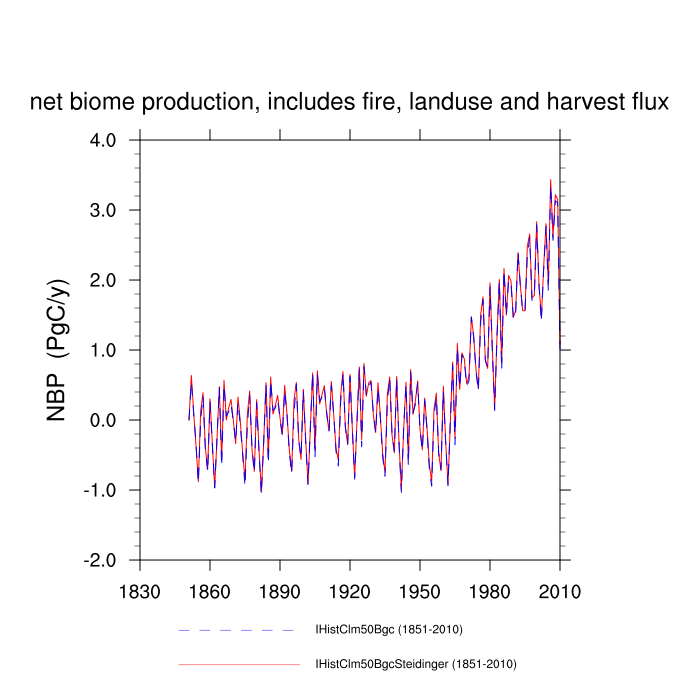 net biome production, includes fire, landuse and harvest flux
4.0
3.0
2.0
1.0
0.0
-1.0
-2.0
NBP (PgC/y)
1830 1860 1890 1920 1950 1980 2010
IHistClm50Bgc (1851-2010)
IHistClm50BgcSteidinger (1851-2010)